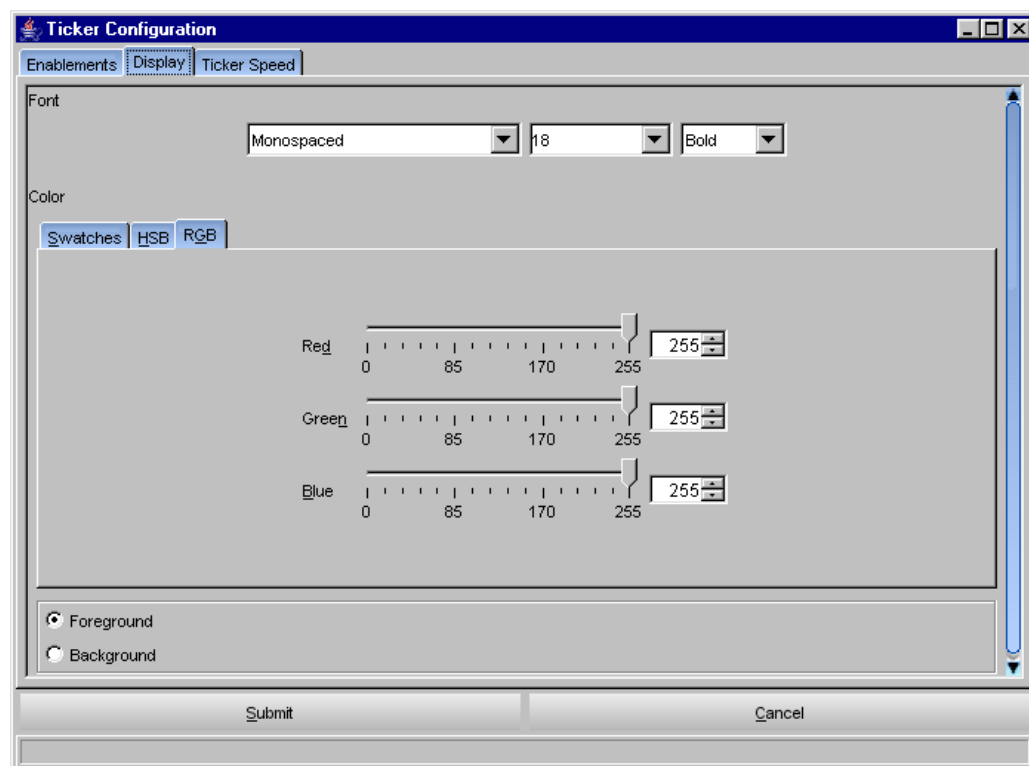 Ticker Configuration
Enablements Display Ticker Speed
Font
Monospaced 18 Bold
Color
Swatches HSB RGB
Red 255
0 85 170 255
Green 255
0 85 170 255
Blue 255
0 85 170 255
Foreground
Background
Submit Cancel